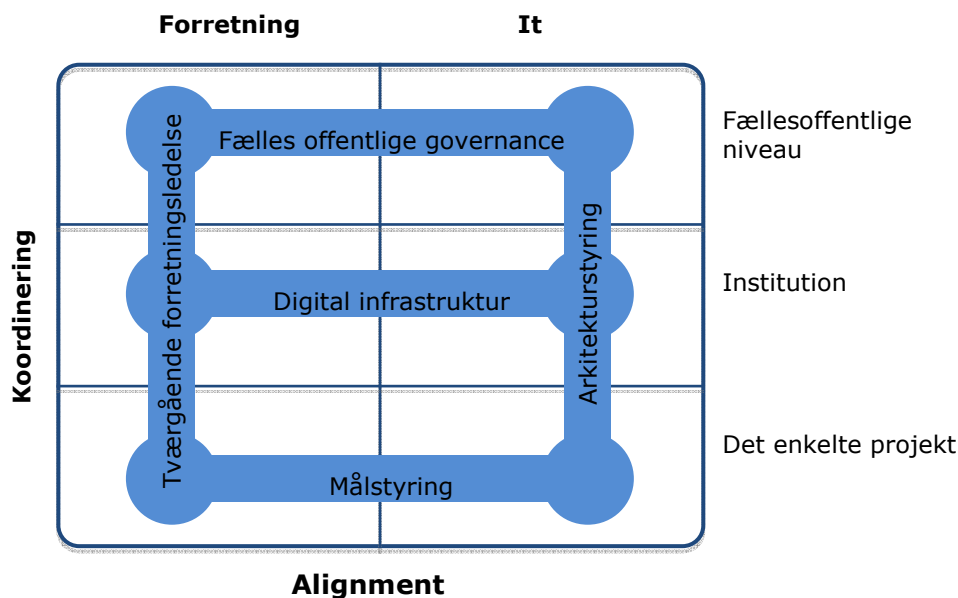 Forretning
It
Fælles offentlige governance
Fællesoffentlige
niveau
Koordinering
Tværgående forretningsledelse
Arkitekturstyring
Digital infrastruktur
Institution
Målstyring
Det enkelte projekt
Alignment